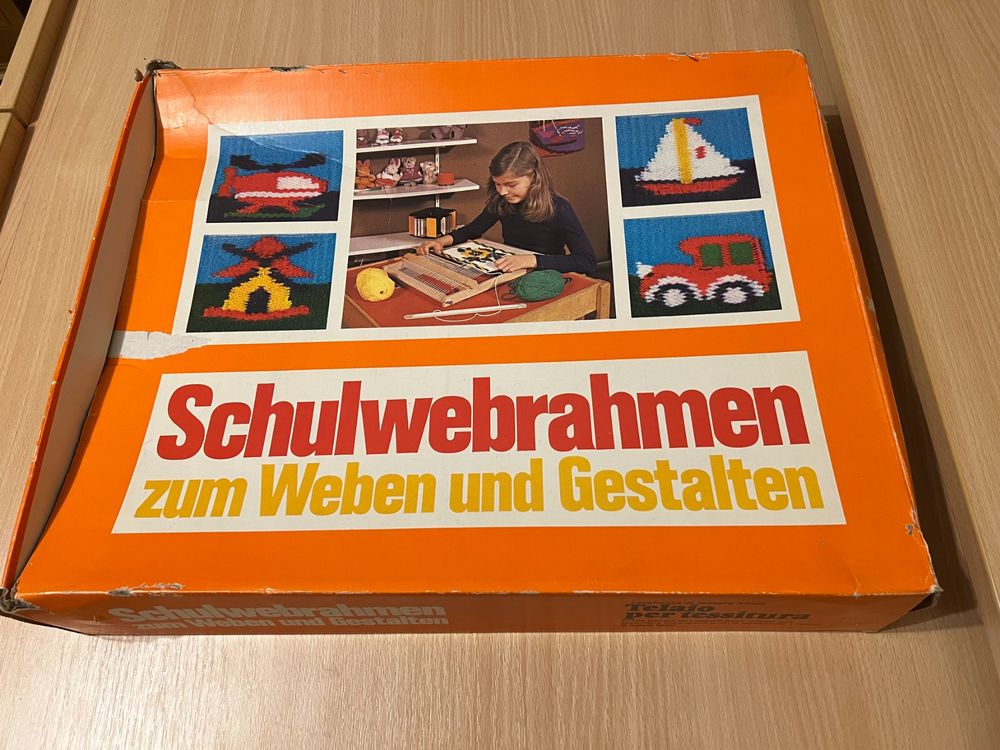 Schulwebrahmen
zum Weben und Gestalten
Schulwebrahmen
zum Weben und Gestalten
Telaio
per tessitura